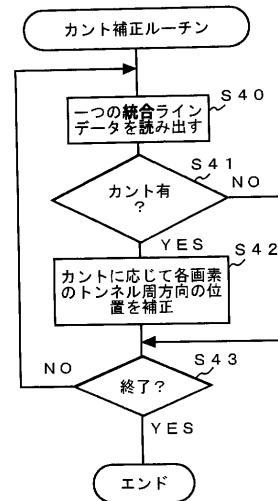 カント補正ルーチン
S40
一つの統合ライン
データを読み出す
S41
カント有
?
NO
YES
S42
カントに応じて各画素
のトンネル周方向の位
置を補正
NO
S43
終了?
YES
エンド